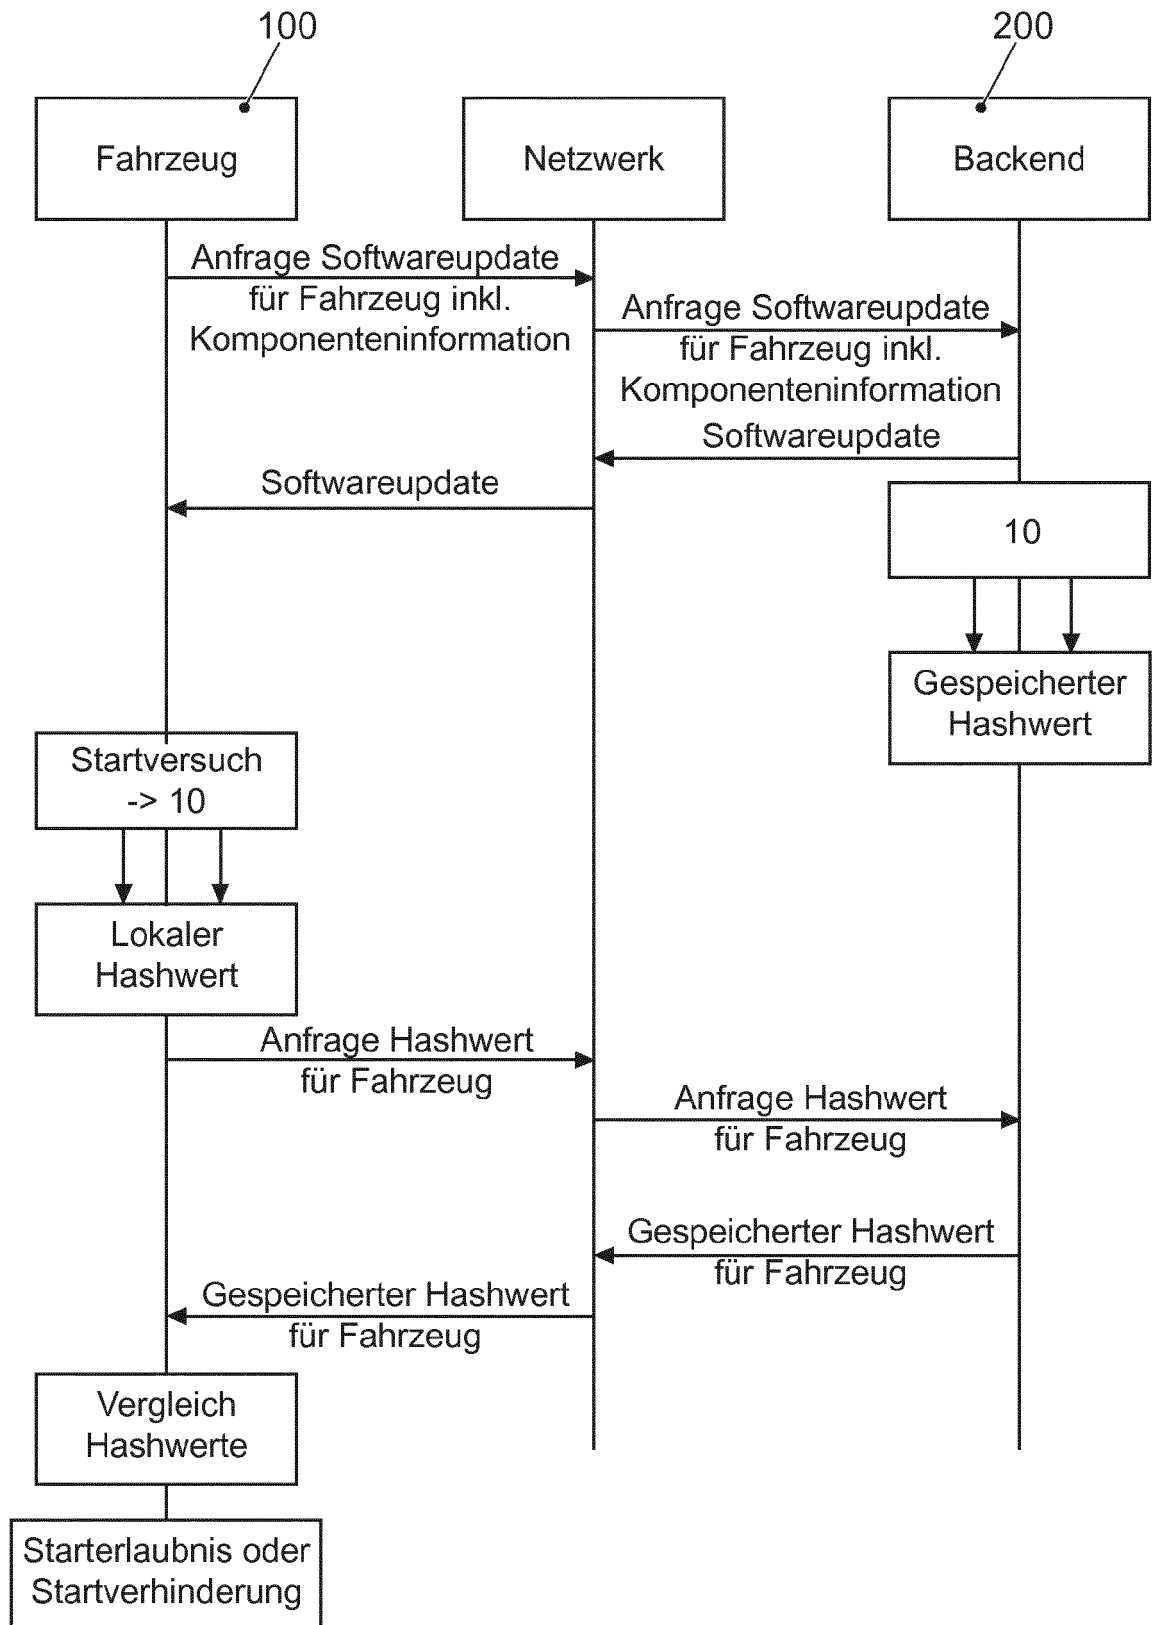 100
200
Fahrzeug
Netzwerk
Backend
Anfrage Softwareupdate
für Fahrzeug inkl.
Komponenteninformation
Anfrage Softwareupdate
für Fahrzeug inkl.
Komponenteninformation
Softwareupdate
Softwareupdate
10
Gespeicherter
Hashwert
Startversuch
-> 10
Lokaler
Hashwert
Anfrage Hashwert
für Fahrzeug
Anfrage Hashwert
für Fahrzeug
Gespeicherter Hashwert
für Fahrzeug
Gespeicherter Hashwert
für Fahrzeug
Vergleich
Hashwerte
Starterlaubnis oder
Startverhinderung